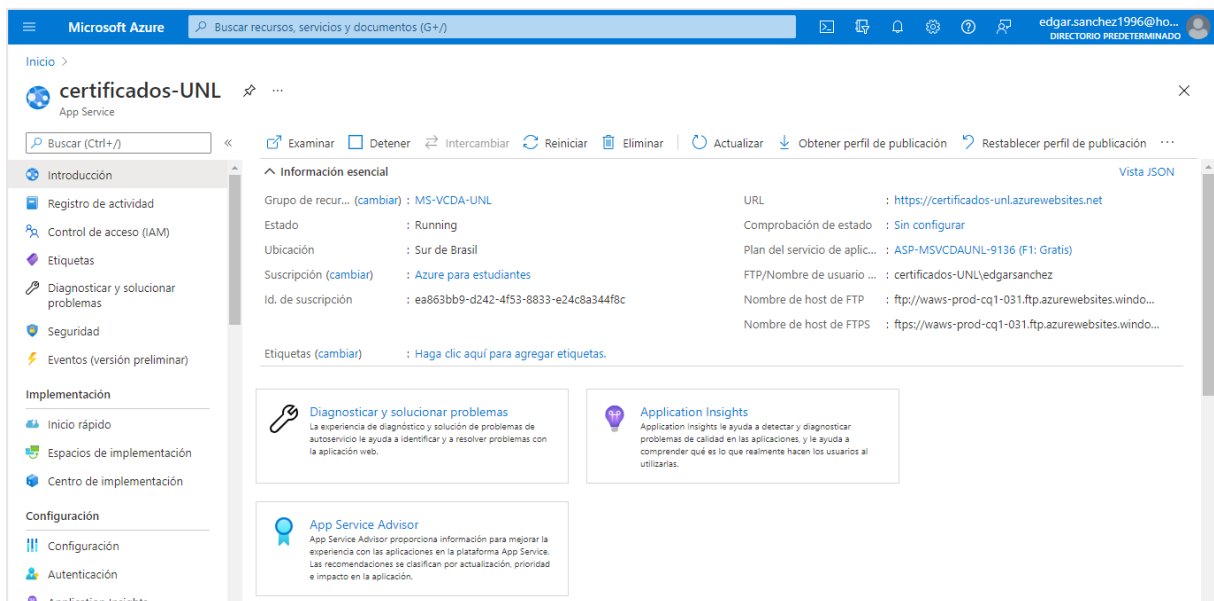 Microsoft Azure
Buscar recursos, servicios y documentos (G+/)
edgar.sanchez1996@ho...
DIRECTORIO PREDETERMINADO
Inicio >
certificados-UNL
App Service
Buscar (Ctrl+/)
«
Examinar Detener Intercambiar Reiniciar Eliminar Actualizar Obtener perfil de publicación Restablecer perfil de publicación ...
Introducción
Registro de actividad
Control de acceso (IAM)
Etiquetas
Diagnosticar y solucionar
problemas
Seguridad
Eventos (versión preliminar)
Implementación
Inicio rápido
Espacios de implementación
Centro de implementación
Configuración
Configuración
Autenticación
Application Insights
Información esencial
Vista JSON
Grupo de recur... (cambiar) : MS-VCDA-UNL
Estado : Running
Ubicación : Sur de Brasil
Suscripción (cambiar) : Azure para estudiantes
Id. de suscripción : ea863bb9-d242-4f53-8833-e24c8a344f8c
URL : https://certificados-unl.azurewebsites.net
Comprobación de estado : Sin configurar
Plan del servicio de aplic... : ASP-MSVCDAUNL-9136 (F1: Gratis)
FTP/Nombre de usuario ... : certificados-UNL\edgarsanchez
Nombre de host de FTP : ftp://waws-prod-cq1-031.ftp.azurewebsites.windo...
Nombre de host de FTPS : ftps://waws-prod-cq1-031.ftp.azurewebsites.windo...
Etiquetas (cambiar) : Haga clic aquí para agregar etiquetas.
Diagnosticar y solucionar problemas
La experiencia de diagnóstico y solución de problemas de
autoservicio le ayuda a identificar y a resolver problemas con
la aplicación web.
Application Insights
Application Insights le ayuda a detectar y diagnosticar
problemas de calidad en las aplicaciones, y le ayuda a
comprender qué es lo que realmente hacen los usuarios al
utilizarlas.
App Service Advisor
App Service Advisor proporciona información para mejorar la
experiencia con las aplicaciones en la plataforma App Service.
Las recomendaciones se clasifican por actualización, prioridad
e impacto en la aplicación.